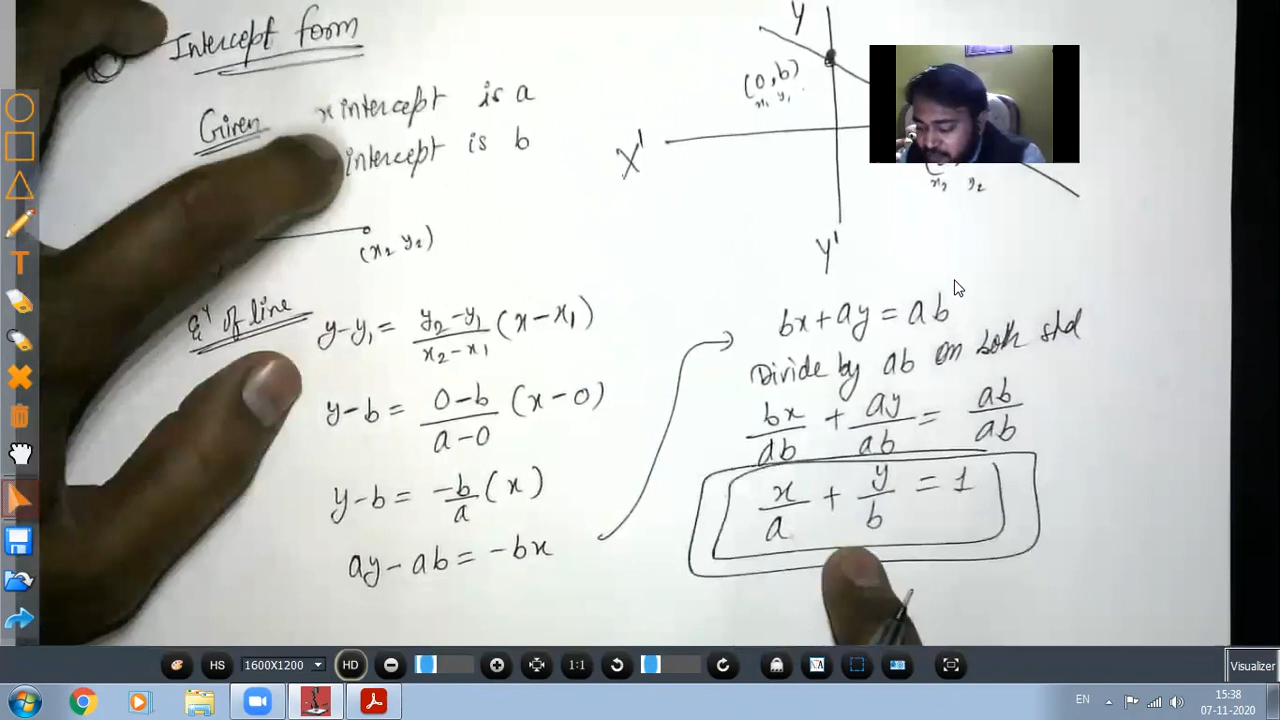 Intercept form
Given x intercept is a
intercept is b
(x₂ y₂)
Eqⁿ of line y-y₁ = y₂-y₁/x₂-x₁ (x-x₁)
y-b = 0-b/a-0 (x-0)
y-b = -b/a (x)
ay-ab = -bx
Y
(0,b)
x₁ y₁
X'
x₂ y₂
Y'
bx+ay = ab
Divide by ab on both
bx/ab + ay/ab = ab/ab
x/a + y/b = 1
T
HS
1600X1200
HD
1:1
Visualizer
EN
15:38
07-11-2020